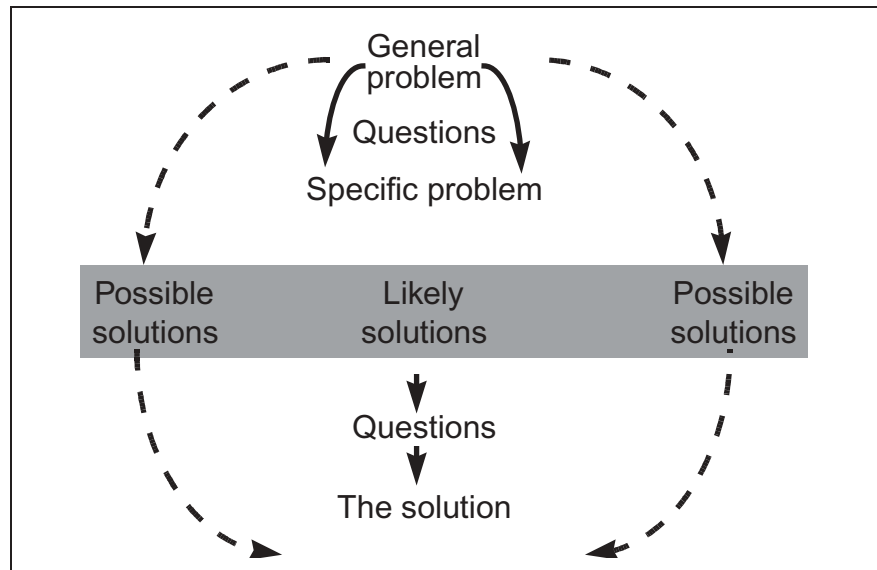 General
problem
Questions
Specific problem
Possible
solutions
Likely
solutions
Possible
solutions
Questions
The solution